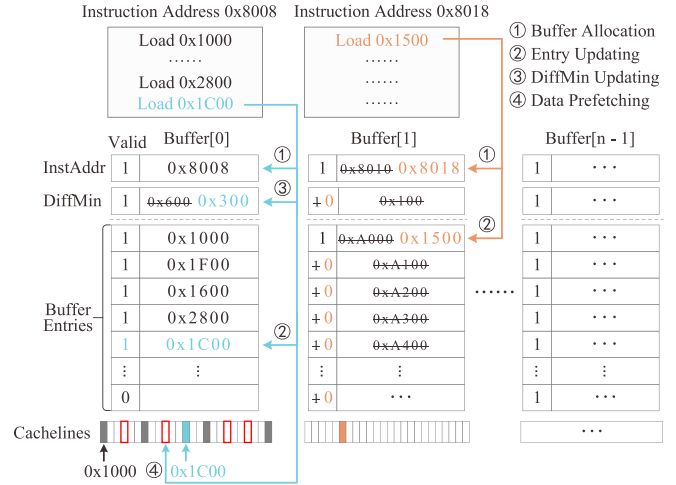 Instruction Address 0x8008
Instruction Address 0x8018
Load 0x1000
······
Load 0x2800
Load 0x1C00
Load 0x1500
······
······
······
① Buffer Allocation
② Entry Updating
③ DiffMin Updating
④ Data Prefetching
Valid Buffer[0] Buffer[1] Buffer[n - 1]
InstAddr 1 0x8008 ① 1 0x8010 0x8018 ① 1 ···
DiffMin 1 0x600 0x300 ③ 1 0 0x100 1 ···
1 0x1000 1 0xA000 0x1500 ② 1 ···
1 0x1F00 1 0 0xA100 1 ···
1 0x1600 1 0 0xA200 1 ···
Buffer Entries
1 0x2800 1 0 0xA300 ······ 1 ···
1 0x1C00 ② 1 0 0xA400 1 ···
⋮ ⋮ ⋮ ⋮ ⋮ ⋮
0 1 0 ··· 1 ···
Cachelines ···
0x1000 ④ 0x1C00